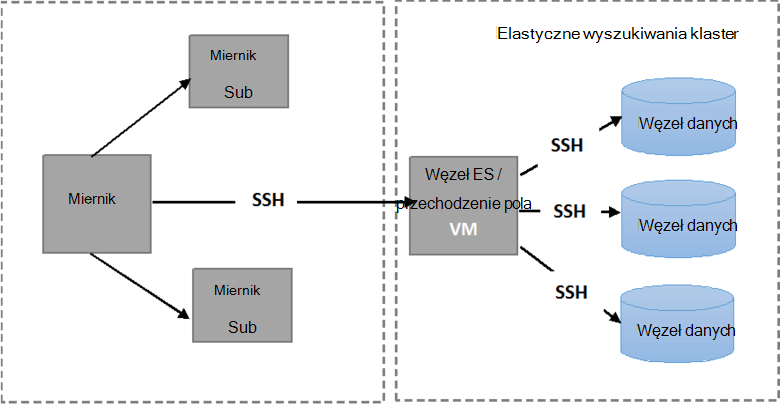 Elastyczne wyszukiwania klaster
Miernik
Sub
Miernik
SSH
Węzeł ES /
przechodzenie pola
VM
Miernik
Sub
SSH
Węzeł danych
SSH
Węzeł danych
SSH
Węzeł danych